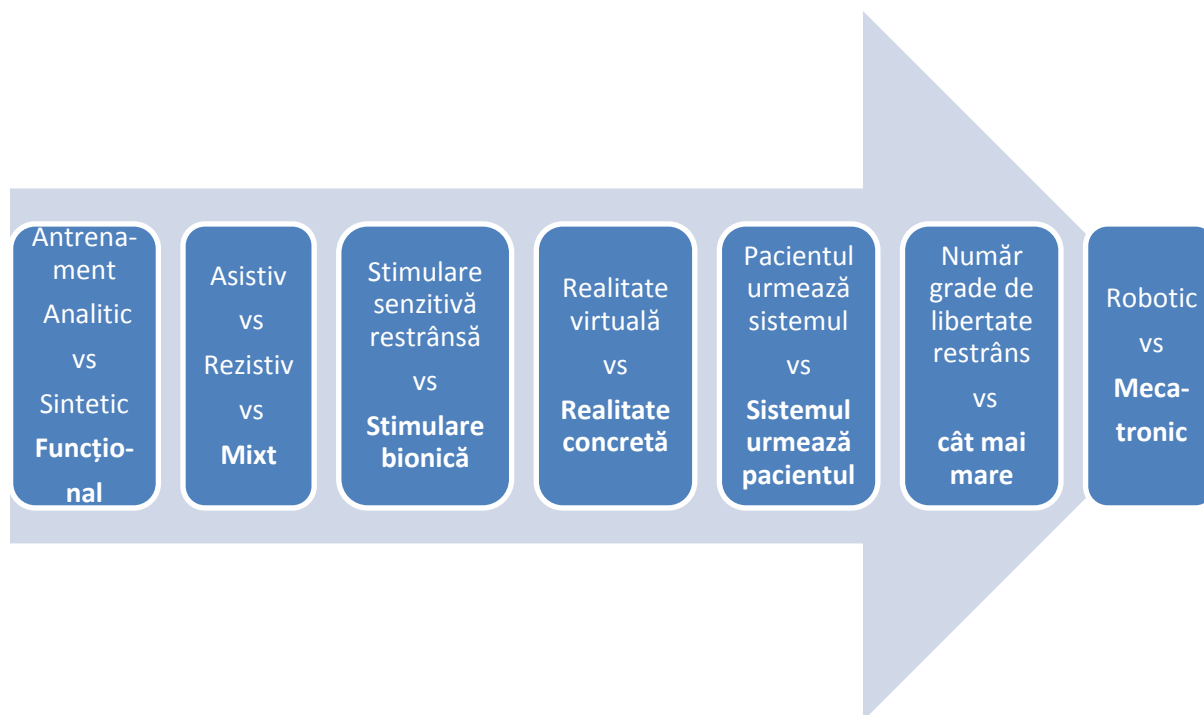 Antrena-
ment
Analitic
vs
Sintetic
Funcțio-
nal
Asistiv
vs
Rezistiv
vs
Mixt
Stimulare
senzitivă
restrânsă
vs
Stimulare
bionică
Realitate
virtuală
vs
Realitate
concretă
Pacientul
urmează
sistemul
vs
Sistemul
urmează
pacientul
Număr
grade de
libertate
restrâns
vs
cât mai
mare
Robotic
vs
Meca-
tronic